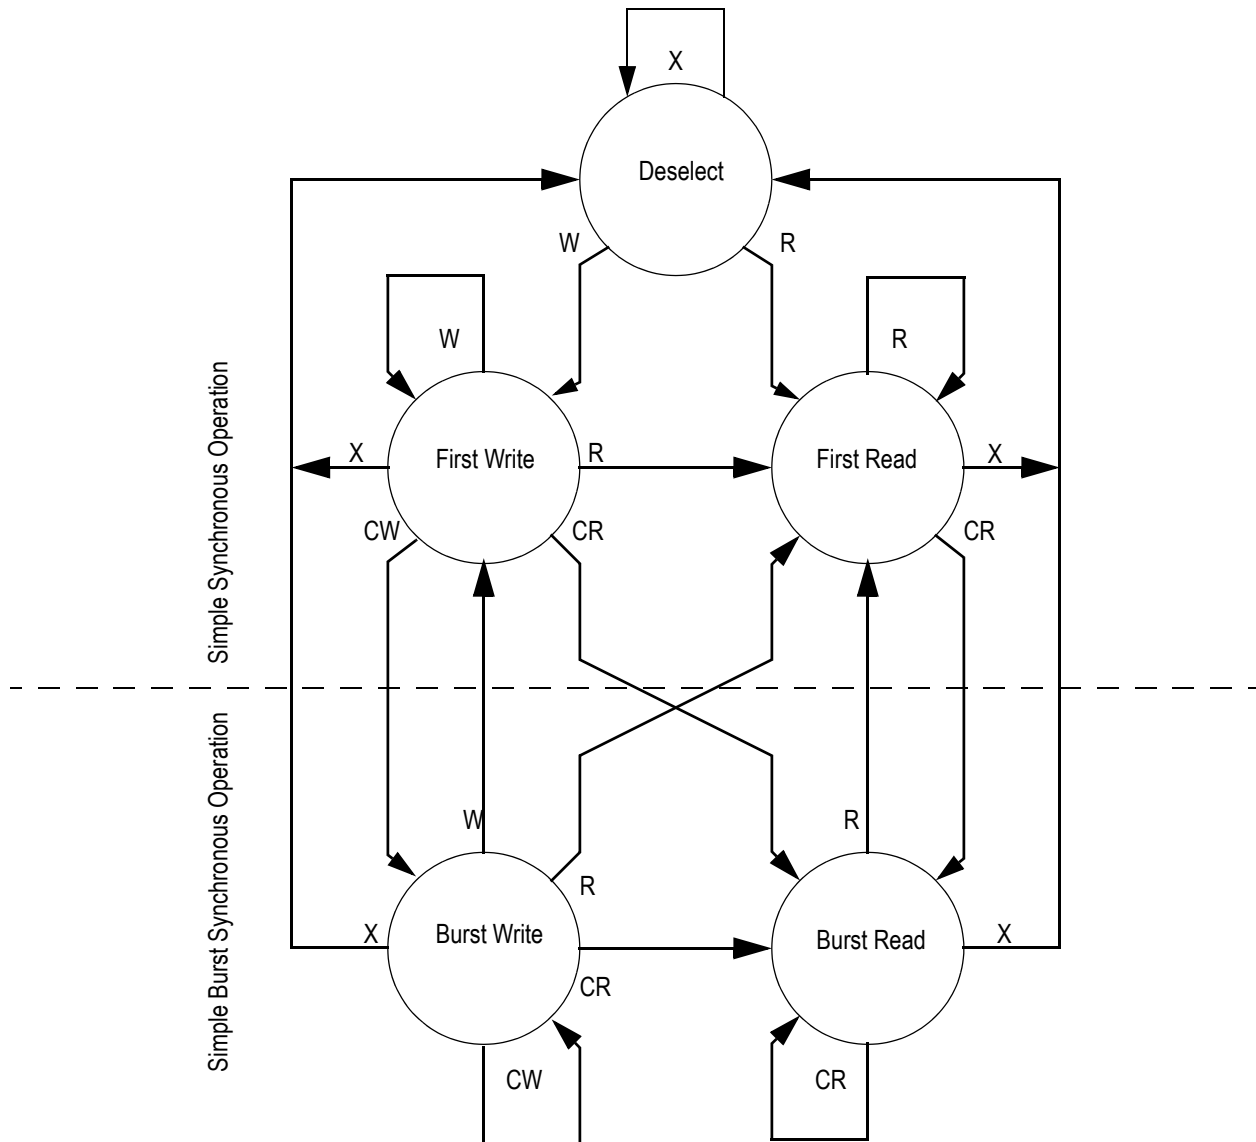 X
Deselect
W
R
W
R
Simple Synchronous Operation
X
First Write
R
First Read
X
CW
CR
CR
Simple Burst Synchronous Operation
W
R
R
X
Burst Write
Burst Read
X
CR
CW
CR